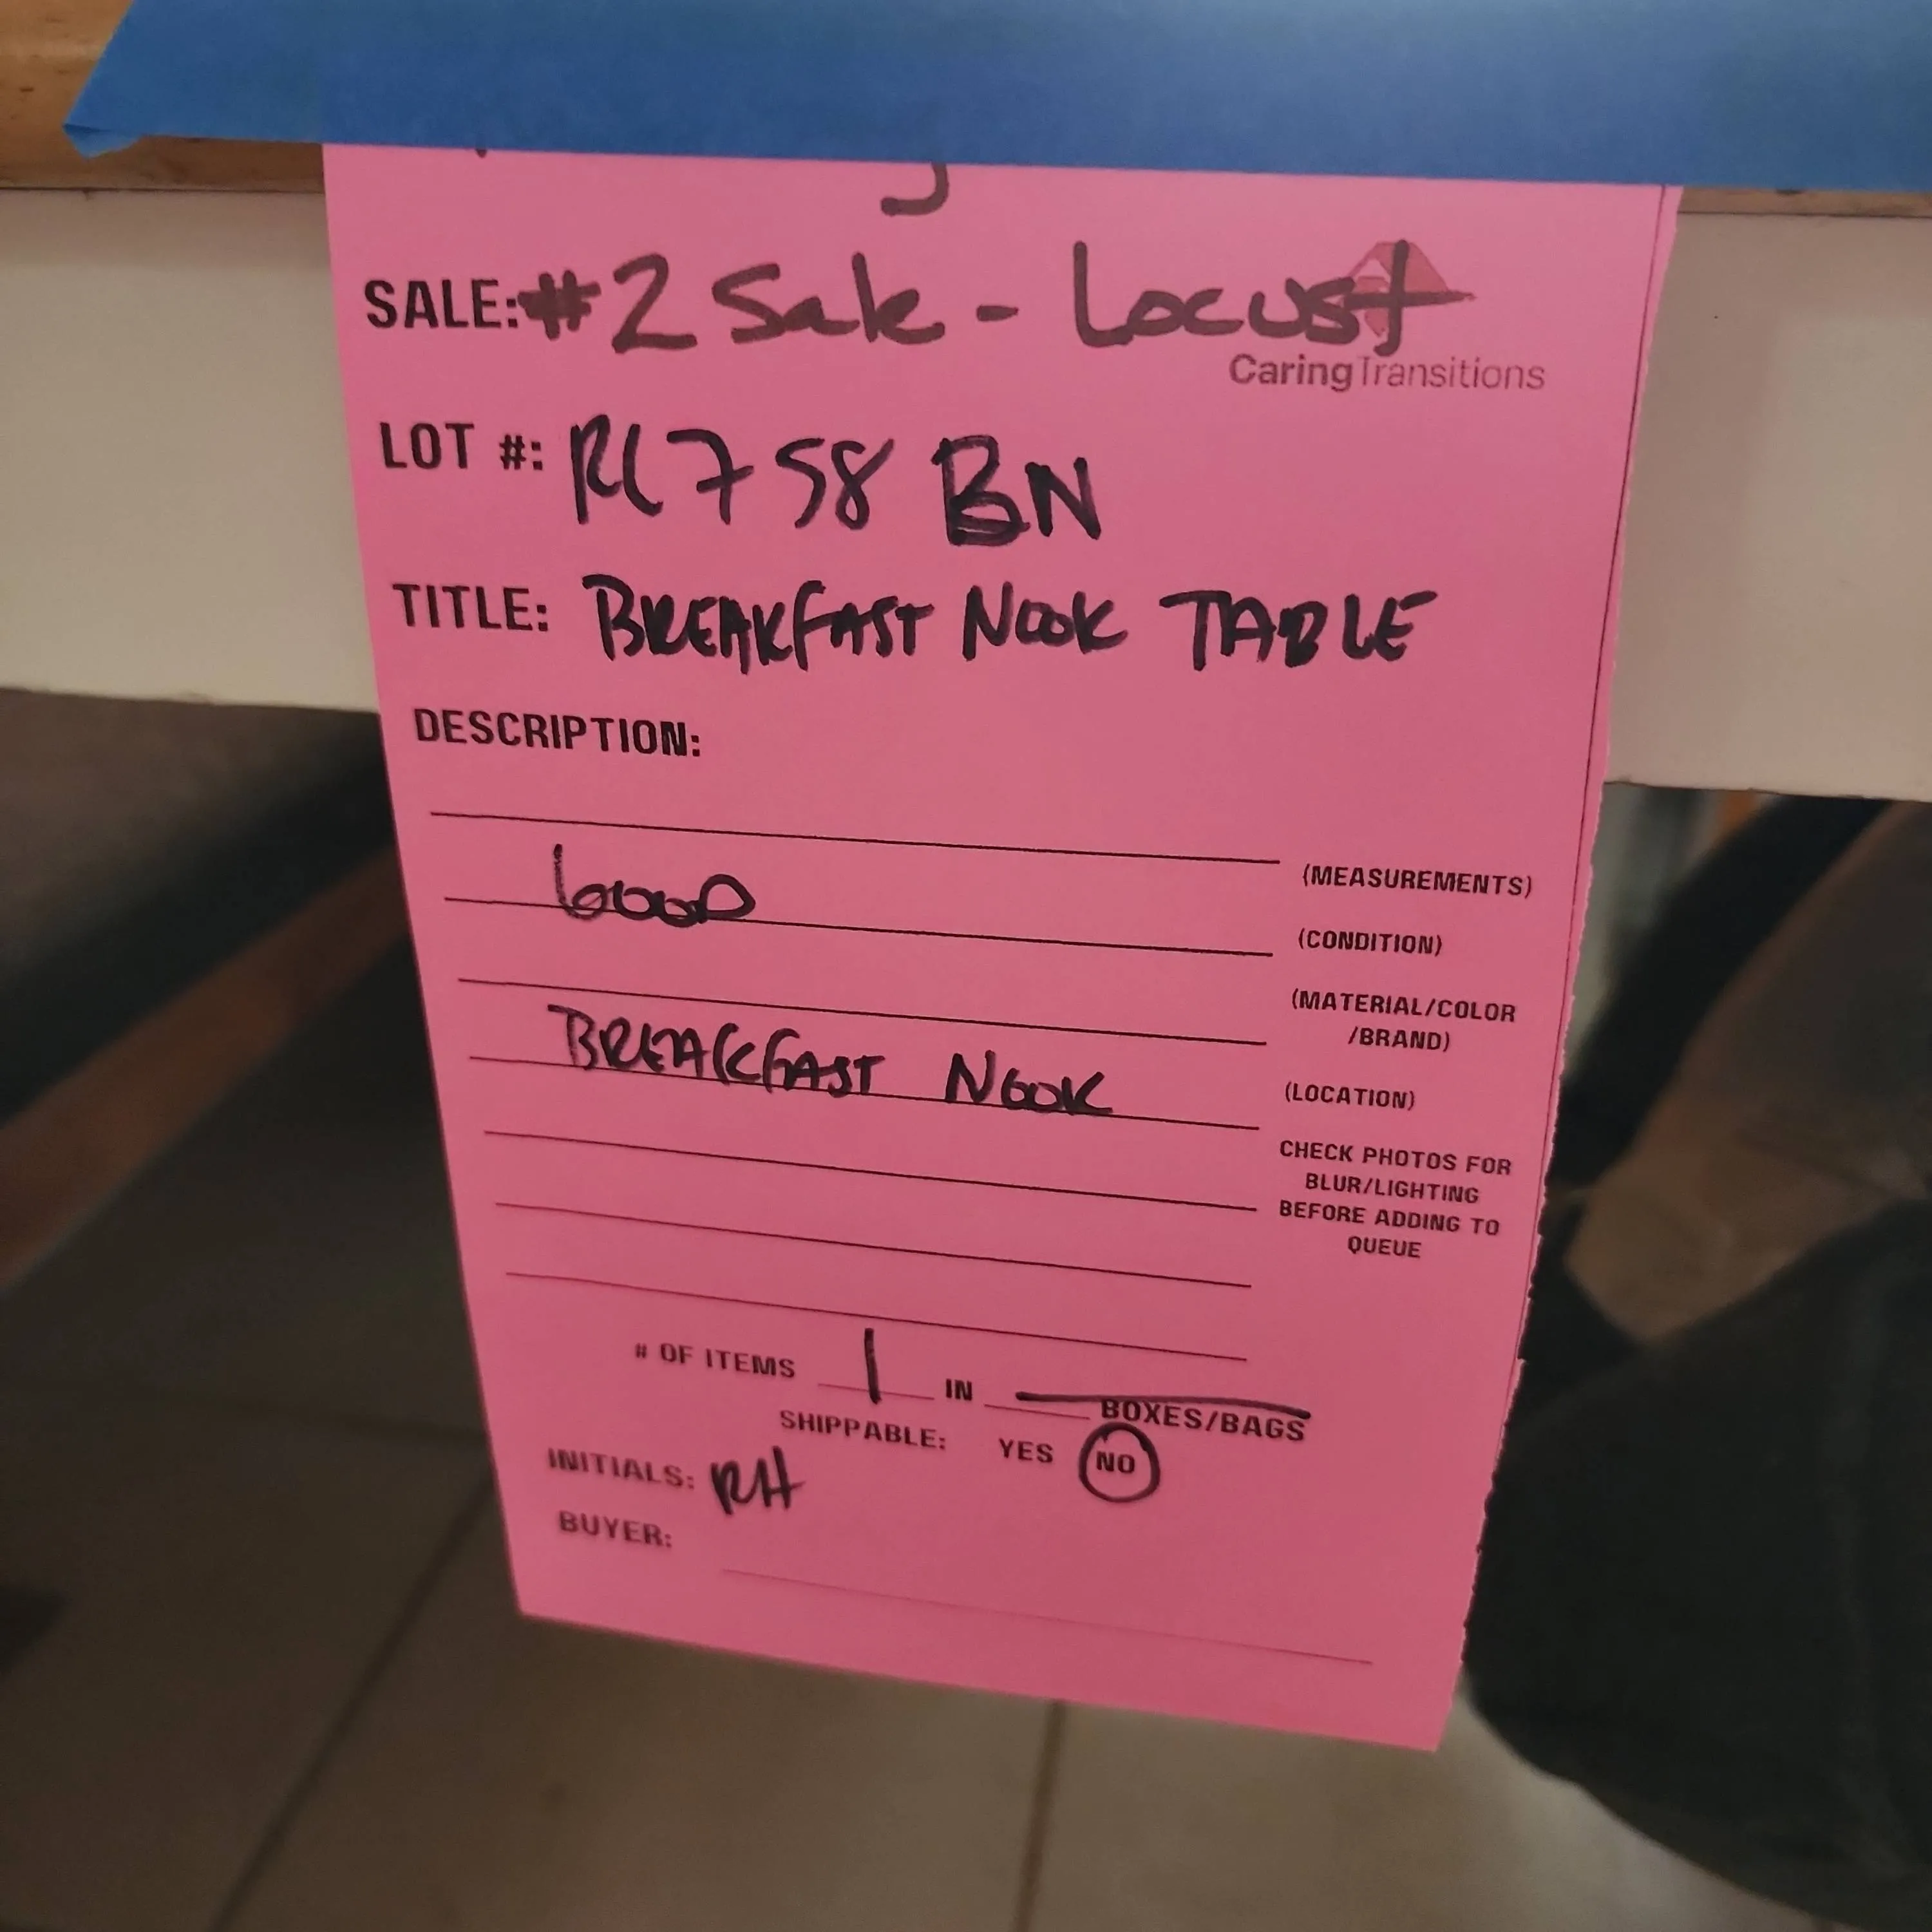 SALE: #2 Sale - Locust
CaringTransitions
LOT #: RL758 BN
TITLE: BREAKFAST NOOK TABLE
DESCRIPTION:
(MEASUREMENTS)
GOOD (CONDITION)
(MATERIAL/COLOR
/BRAND)
BREAKFAST NOOK (LOCATION)
CHECK PHOTOS FOR
BLUR/LIGHTING
BEFORE ADDING TO
QUEUE
# OF ITEMS 1 IN BOXES/BAGS
SHIPPABLE: YES NO
INITIALS: RH
BUYER: